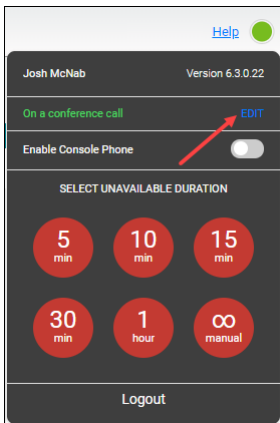 Help
Josh McNab Version 6.3.0.22
On a conference call EDIT
Enable Console Phone
SELECT UNAVAILABLE DURATION
5 10 15
min min min
30 1 ∞
min hour manual
Logout